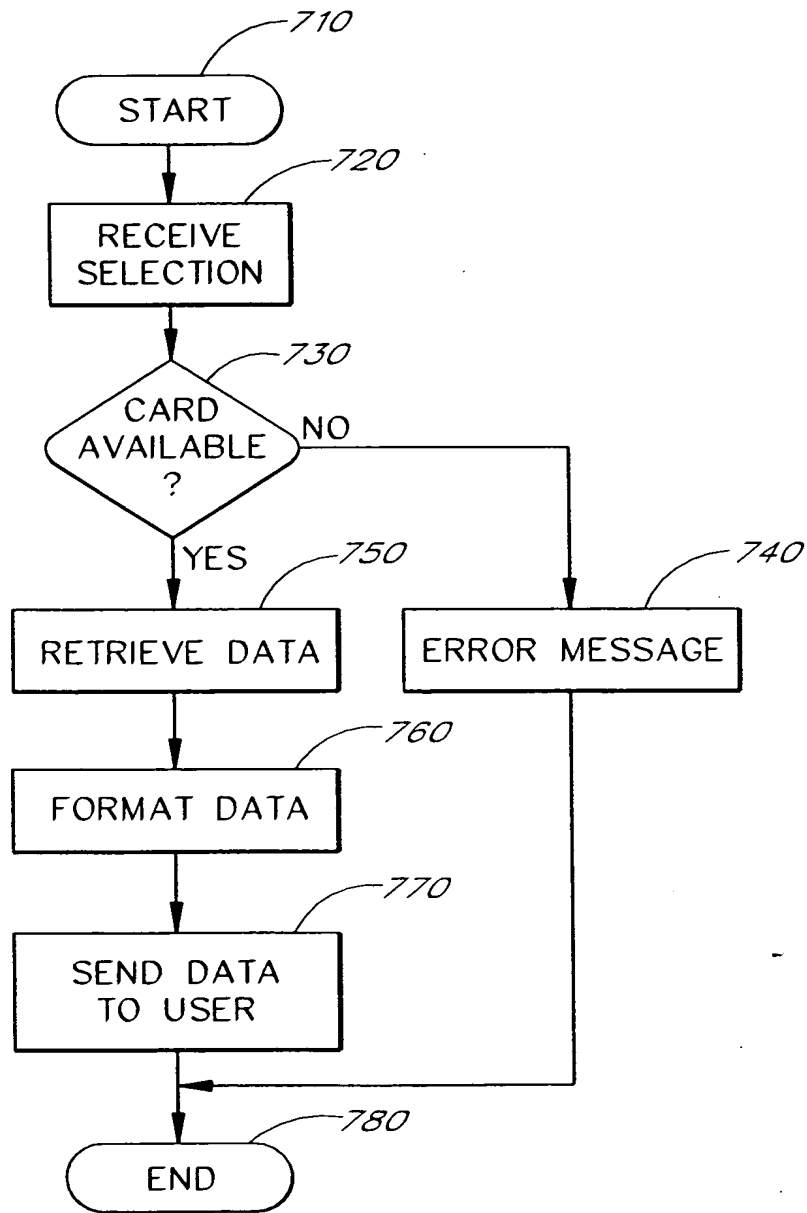 710
START
720
RECEIVE
SELECTION
730
CARD
AVAILABLE
?
NO
YES
750
RETRIEVE DATA
740
ERROR MESSAGE
760
FORMAT DATA
770
SEND DATA
TO USER
780
END